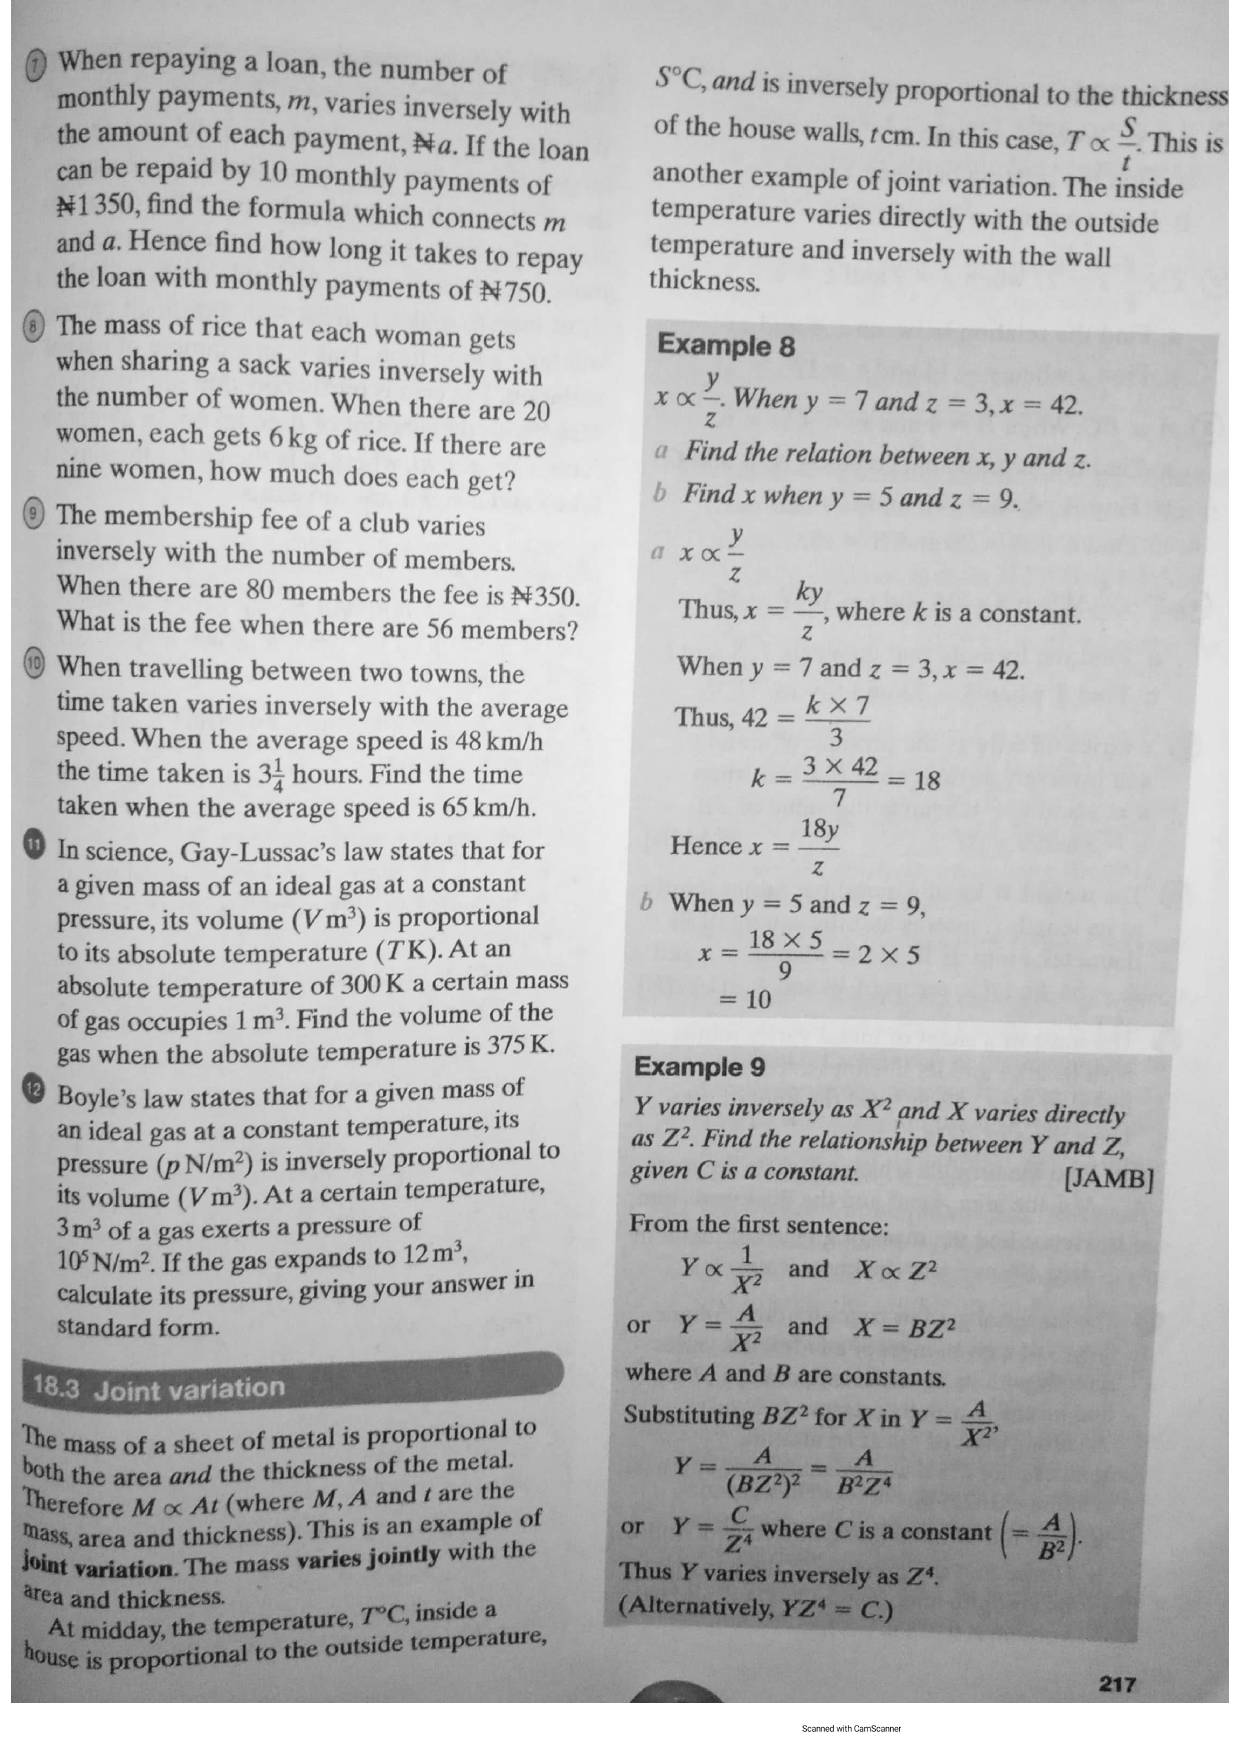 7 When repaying a loan, the number of
monthly payments, m, varies inversely with
the amount of each payment, ₦a. If the loan
can be repaid by 10 monthly payments of
₦1 350, find the formula which connects m
and a. Hence find how long it takes to repay
the loan with monthly payments of ₦750.
8 The mass of rice that each woman gets
when sharing a sack varies inversely with
the number of women. When there are 20
women, each gets 6 kg of rice. If there are
nine women, how much does each get?
9 The membership fee of a club varies
inversely with the number of members.
When there are 80 members the fee is ₦350.
What is the fee when there are 56 members?
10 When travelling between two towns, the
time taken varies inversely with the average
speed. When the average speed is 48 km/h
the time taken is 3¼ hours. Find the time
taken when the average speed is 65 km/h.
11 In science, Gay-Lussac's law states that for
a given mass of an ideal gas at a constant
pressure, its volume (V m³) is proportional
to its absolute temperature (T K). At an
absolute temperature of 300 K a certain mass
of gas occupies 1 m³. Find the volume of the
gas when the absolute temperature is 375 K.
12 Boyle's law states that for a given mass of
an ideal gas at a constant temperature, its
pressure (p N/m²) is inversely proportional to
its volume (V m³). At a certain temperature,
3 m³ of a gas exerts a pressure of
10⁵ N/m². If the gas expands to 12 m³,
calculate its pressure, giving your answer in
standard form.
18.3 Joint variation
The mass of a sheet of metal is proportional to
both the area and the thickness of the metal.
Therefore M ∝ At (where M, A and t are the
mass, area and thickness). This is an example of
joint variation. The mass varies jointly with the
area and thickness.
At midday, the temperature, T°C, inside a
house is proportional to the outside temperature,
S°C, and is inversely proportional to the thickness
of the house walls, t cm. In this case, T ∝ S/t. This is
another example of joint variation. The inside
temperature varies directly with the outside
temperature and inversely with the wall
thickness.
Example 8
x ∝ y/z. When y = 7 and z = 3, x = 42.
a Find the relation between x, y and z.
b Find x when y = 5 and z = 9.
a x ∝ y/z
Thus, x = ky/z, where k is a constant.
When y = 7 and z = 3, x = 42.
Thus, 42 = (k × 7)/3
k = (3 × 42)/7 = 18
Hence x = 18y/z
b When y = 5 and z = 9,
x = (18 × 5)/9 = 2 × 5
= 10
Example 9
Y varies inversely as X² and X varies directly
as Z². Find the relationship between Y and Z,
given C is a constant. [JAMB]
From the first sentence:
Y ∝ 1/X² and X ∝ Z²
or Y = A/X² and X = BZ²
where A and B are constants.
Substituting BZ² for X in Y = A/X²,
Y = A/(BZ²)² = A/B²Z⁴
or Y = C/Z⁴ where C is a constant (= A/B²).
Thus Y varies inversely as Z⁴.
(Alternatively, YZ⁴ = C.)
217
Scanned with CamScanner